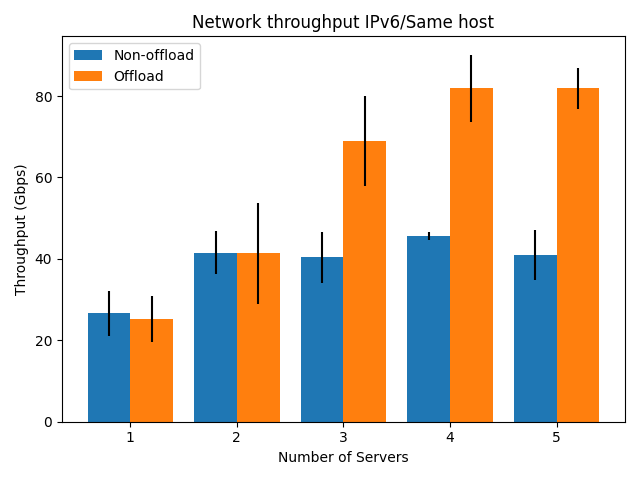 Network throughput IPv6/Same host
Non-offload
Offload
Throughput (Gbps)
80
60
40
20
0
1 2 3 4 5
Number of Servers